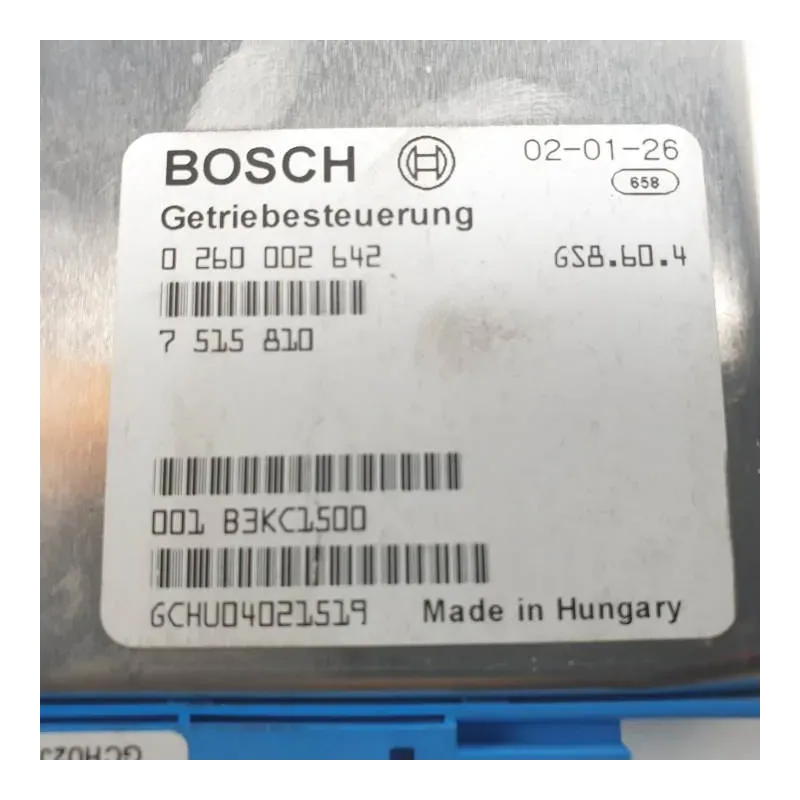 BOSCH
02-01-26
658
Getriebesteuerung
0 260 002 642
GS8.60.4
7 515 810
001 B3KC1500
GCHU04021519
Made in Hungary